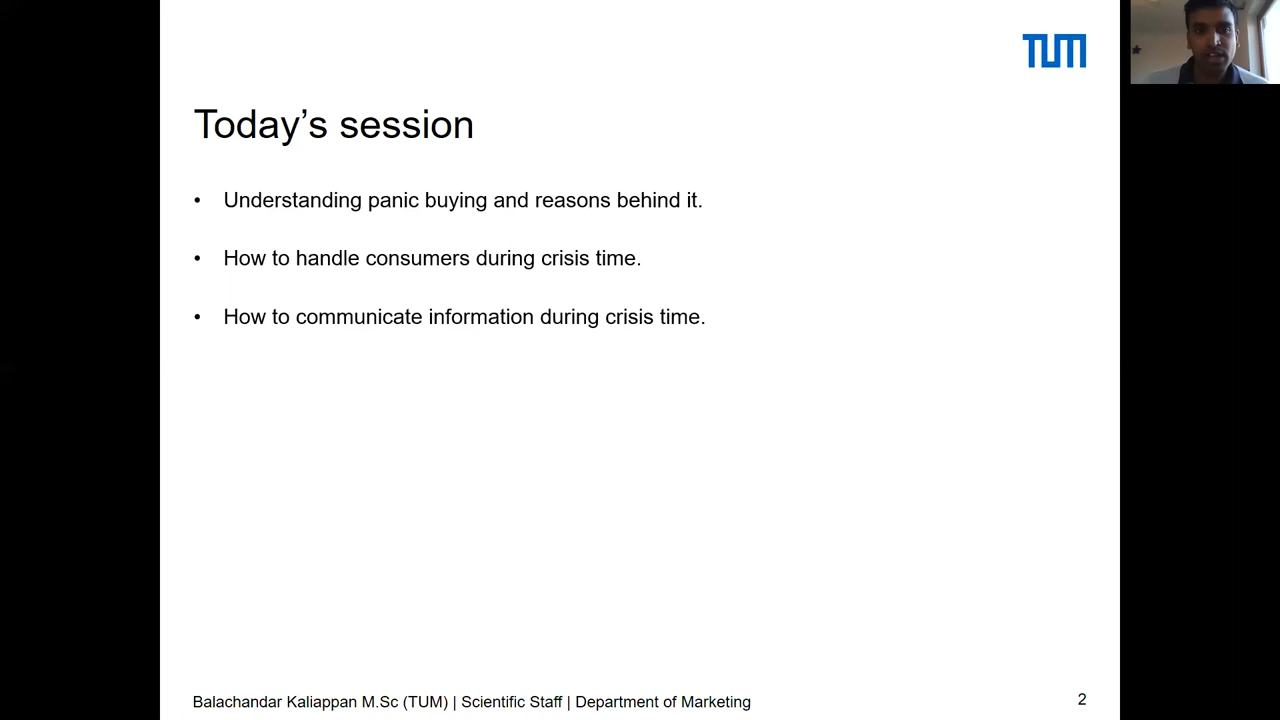 TUM
Today's session
• Understanding panic buying and reasons behind it.
• How to handle consumers during crisis time.
• How to communicate information during crisis time.
Balachandar Kaliappan M.Sc (TUM) | Scientific Staff | Department of Marketing
2